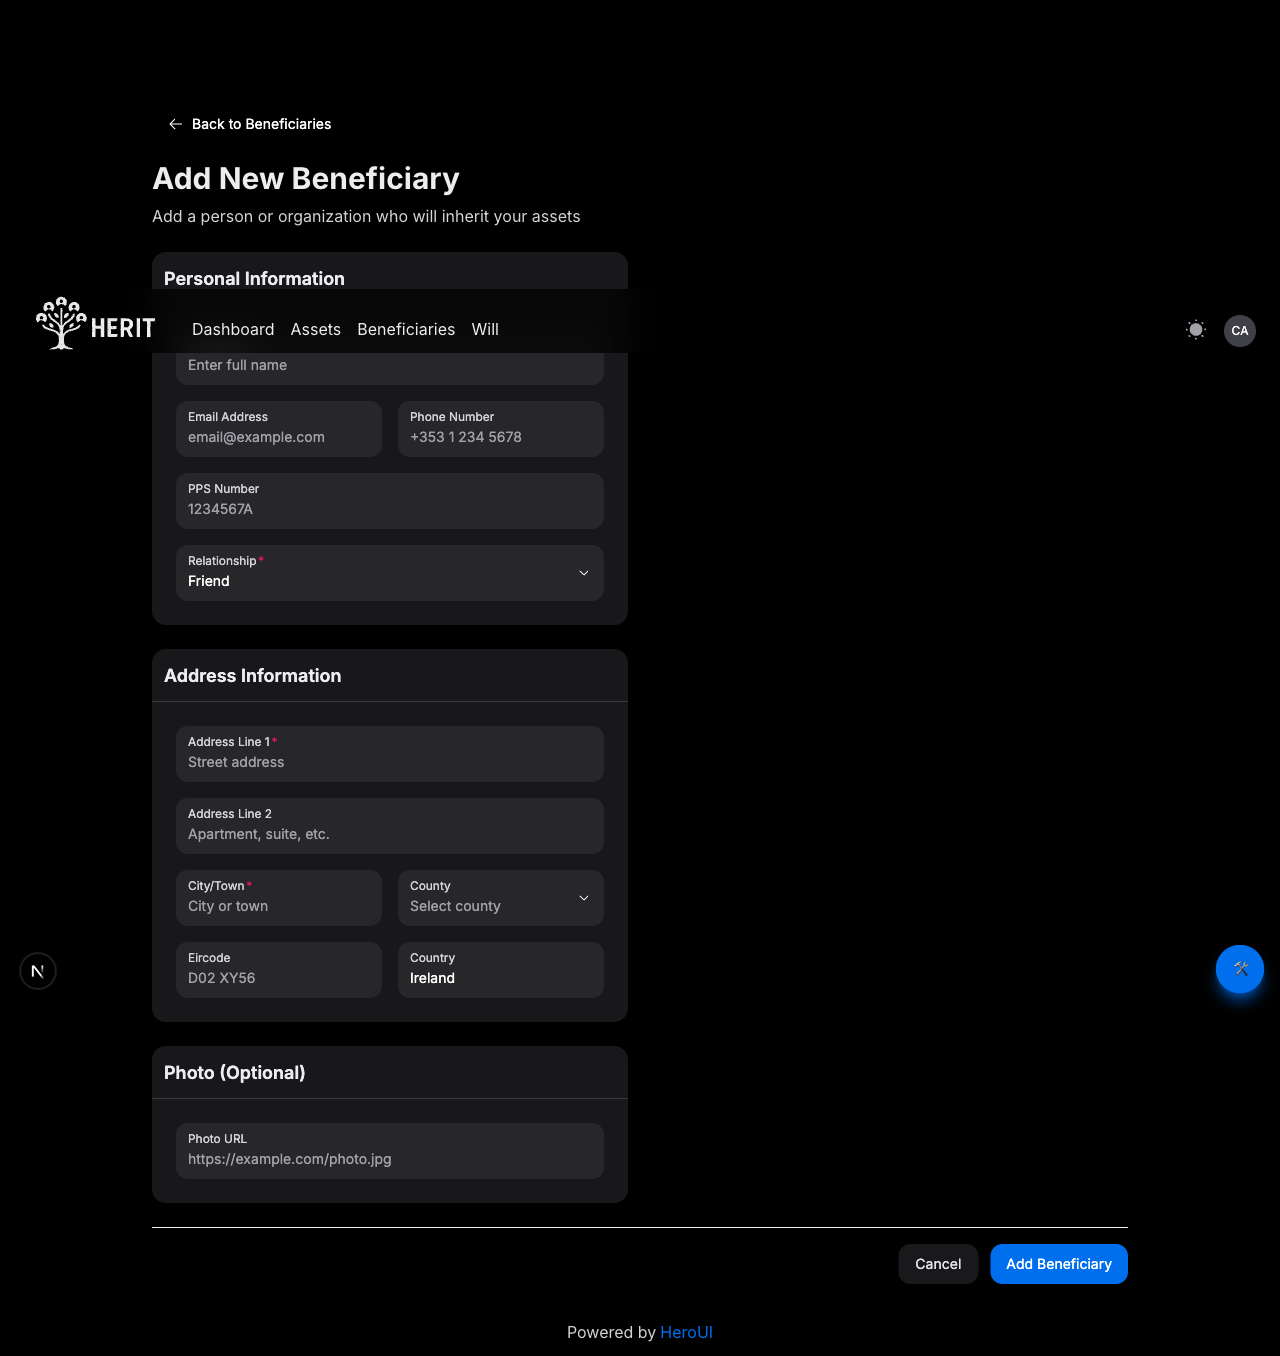 Back to Beneficiaries
Add New Beneficiary
Add a person or organization who will inherit your assets
Personal Information
HERIT
Dashboard Assets Beneficiaries Will
CA
Enter full name
Email Address
email@example.com
Phone Number
+353 1 234 5678
PPS Number
1234567A
Relationship*
Friend
Address Information
Address Line 1*
Street address
Address Line 2
Apartment, suite, etc.
City/Town*
City or town
County
Select county
Eircode
D02 XY56
Country
Ireland
N
Photo (Optional)
Photo URL
https://example.com/photo.jpg
Cancel
Add Beneficiary
Powered by HeroUI